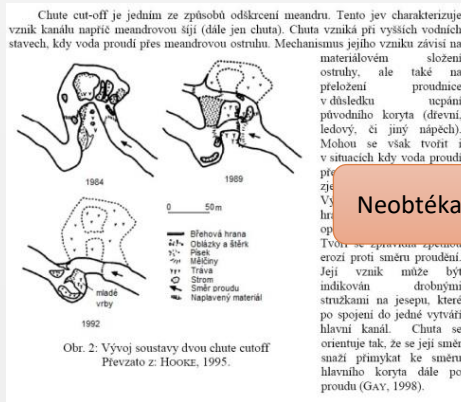 Chute cut-off je jedním ze způsobů odškrcení meandru. Tento jev charakterizuje
vznik kanálu napříč meandrovou šíjí (dále jen chuta). Chuta vzniká při vyšších vodních
stavech, kdy voda proudí přes meandrovou ostruhu. Mechanismus jejího vzniku závisí na
materiálovém složení
ostruhy, ale také na
přeložení proudnice
v důsledku ucpání
původního koryta (dřevní,
ledový, či jiný nápěch).
Mohou se však tvořit i
v situacích kdy voda proudí
Neobtéká
Tvoří se zpravidla zpětnou
erozí proti směru proudění.
Její vznik může být
indikován drobnými
stružkami na jesepu, které
po spojení do jedné vytváří
hlavní kanál. Chuta se
orientuje tak, že se její směr
snaží přimykat ke směru
hlavního koryta dále po
proudu (GAY, 1998).
1984
1989
0 50m
1992
mladé
vrby
Břehová hrana
Oblázky a štěrk
Písek
Mělčiny
Tráva
Strom
Směr proudu
Naplavený materiál
Obr. 2: Vývoj soustavy dvou chute cutoff
Převzato z: HOOKE, 1995.